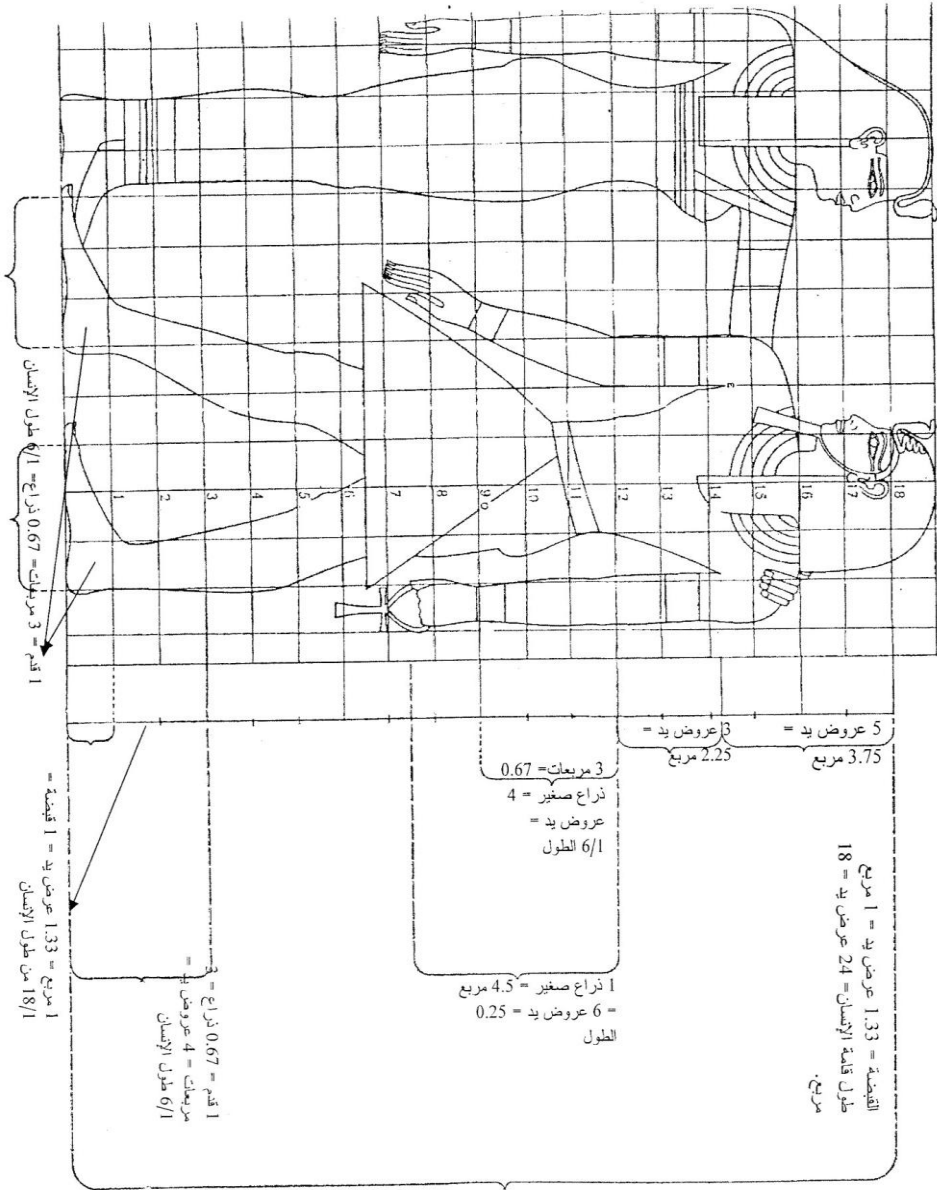 1
2
3
4
5
6
7
8
9
10
11
12
13
14
15
16
17
18
5 عروض يد =
3.75 مربع
3 عروض يد =
2.25 مربع
3 مربعات= 0.67
ذراع صغير = 4
عروض يد =
6/1 الطول
1 ذراع صغير = 4.5 مربع
= 6 عروض يد = 0.25
الطول
القبضة = 1.33 عرض يد = 1 مربع
طول قامة الإنسان= 24 عرض يد = 18
مربع.
1 قدم = 0.67 ذراع = 3
مربعات = 4 عروض يد =
6/1 طول الإنسان
1 مربع = 1.33 عرض يد = 1 قبضة =
18/1 من طول الإنسان
1 قدم = 3 مربعات= 0.67 ذراع= 6/1 طول الإنسان